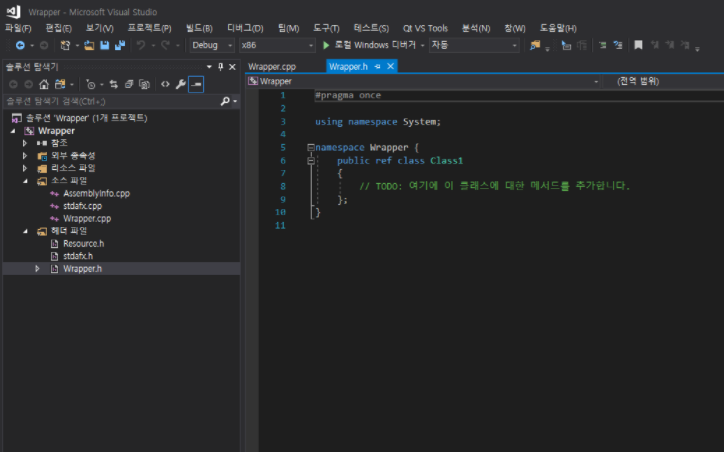 Wrapper - Microsoft Visual Studio
파일(F) 편집(E) 보기(V) 프로젝트(P) 빌드(B) 디버그(D) 팀(M) 도구(T) 테스트(S) Qt VS Tools 분석(N) 창(W) 도움말(H)
Debug x86 로컬 Windows 디버거 자동
솔루션 탐색기
솔루션 탐색기 검색(Ctrl+;)
솔루션 'Wrapper' (1개 프로젝트)
Wrapper
참조
외부 종속성
리소스 파일
소스 파일
AssemblyInfo.cpp
stdafx.cpp
Wrapper.cpp
헤더 파일
Resource.h
stdafx.h
Wrapper.h
Wrapper.cpp Wrapper.h
Wrapper (전역 범위)
1 #pragma once
2
3 using namespace System;
4
5 namespace Wrapper {
6 public ref class Class1
7 {
8 // TODO: 여기에 이 클래스에 대한 메서드를 추가합니다.
9 };
10 }
11